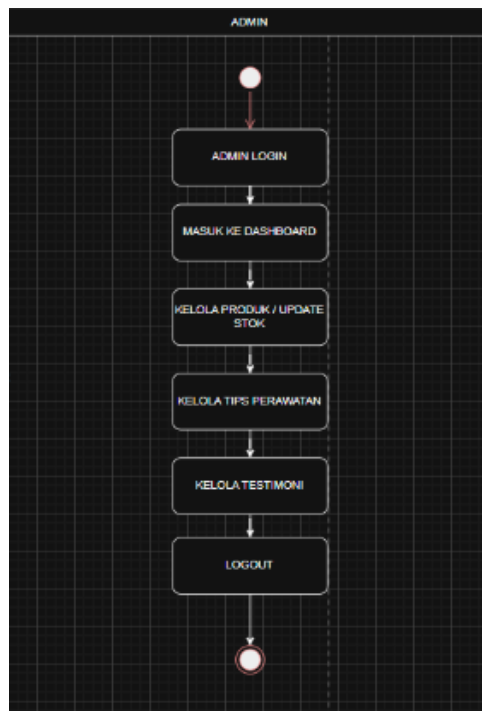 ADMIN
ADMIN LOGIN
MASUK KE DASHBOARD
KELOLA PRODUK / UPDATE
STOK
KELOLA TIPS PERAWATAN
KELOLA TESTIMONI
LOGOUT